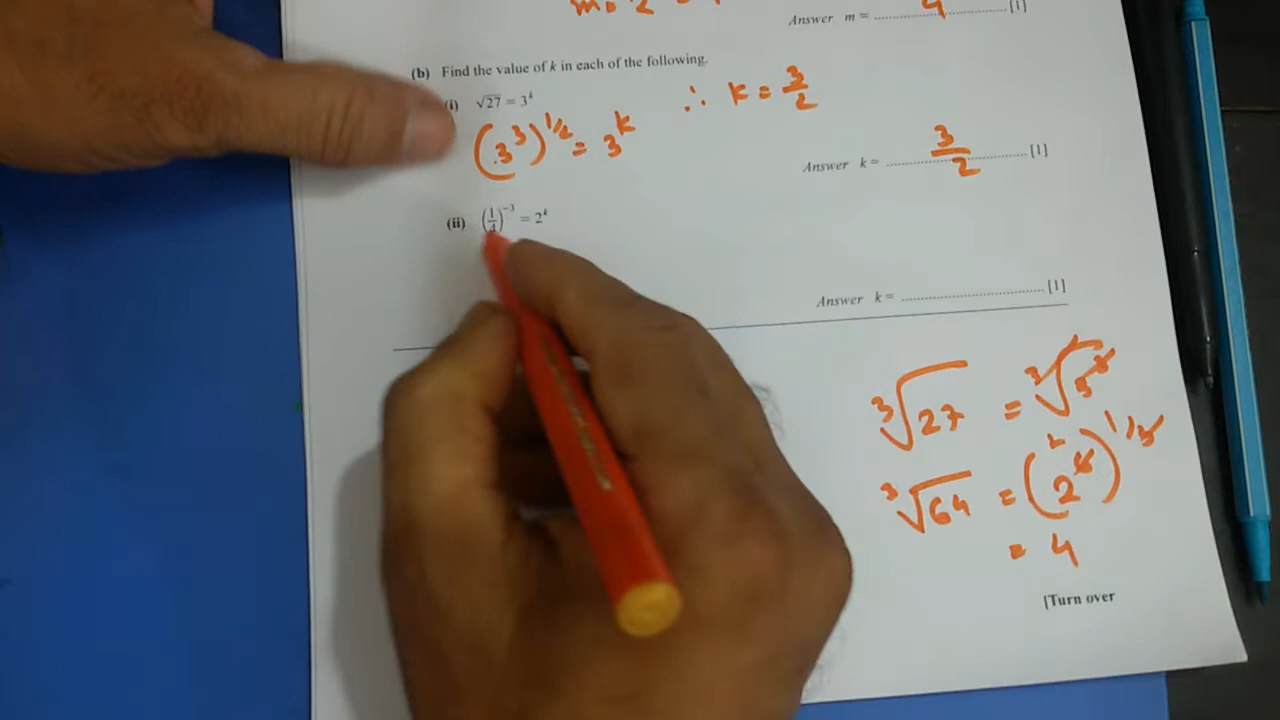 Answer m = 4 [1]
(b) Find the value of k in each of the following.
(i) √27 = 3^k
∴ k = 3/2
(3^3)^1/2 = 3^k
Answer k = 3/2 [1]
(ii) (1/4)^-3 = 2^k
Answer k = [1]
∛27 =
∛64 = (2^6)^1/3
= 4
[Turn over